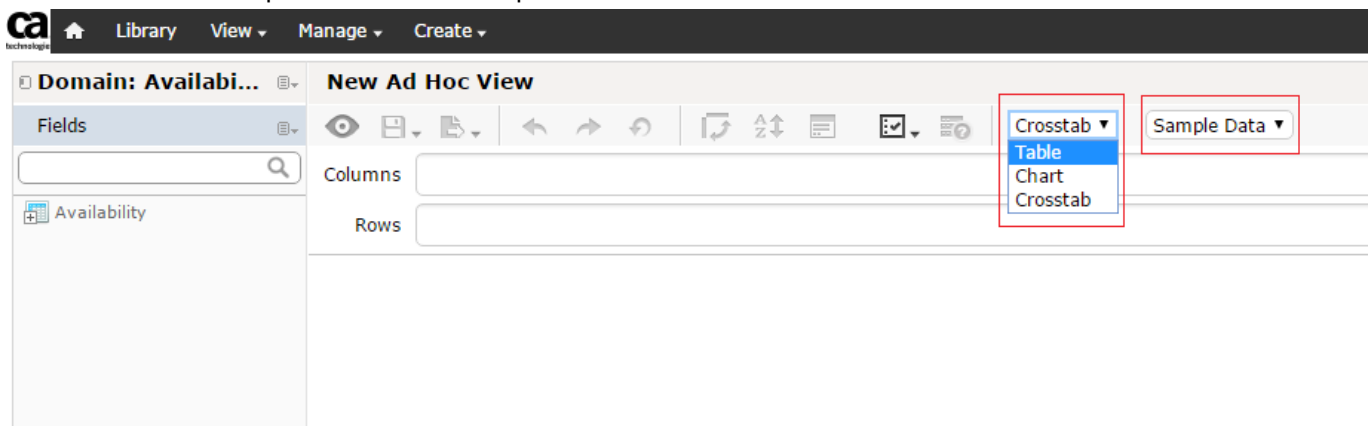 ca
technologies
Library View Manage Create
Domain: Availabi...
New Ad Hoc View
Fields
Crosstab
Sample Data
Table
Chart
Crosstab
Columns
Availability
Rows